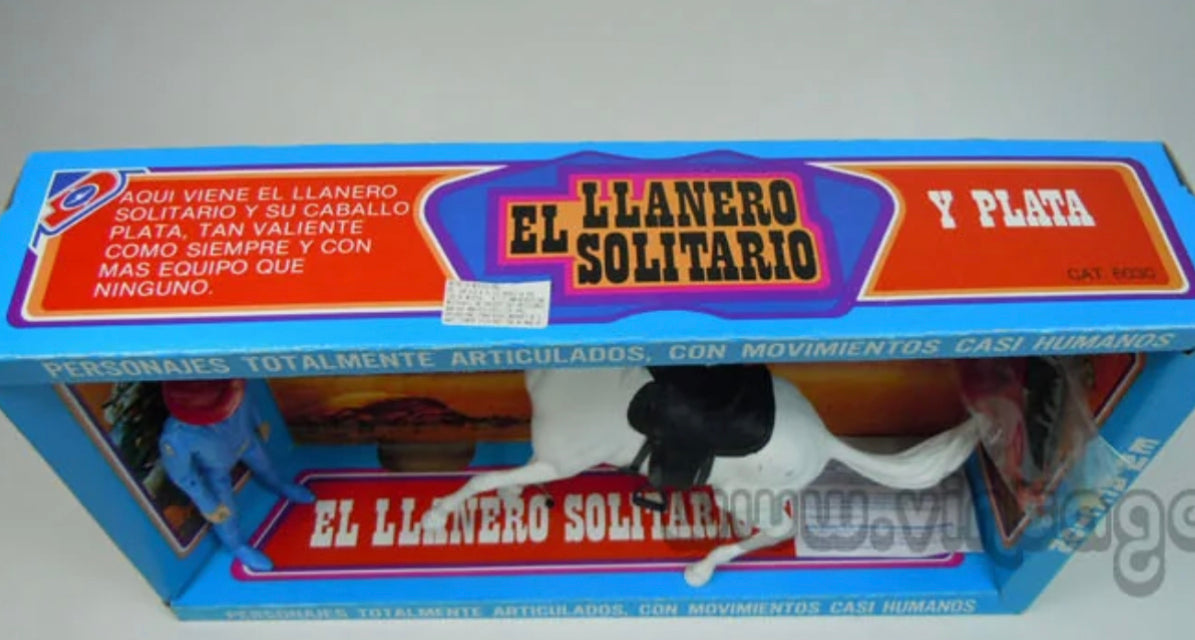 AQUI VIENE EL LLANERO
SOLITARIO Y SU CABALLO
PLATA, TAN VALIENTE
COMO SIEMPRE Y CON
MAS EQUIPO QUE
NINGUNO.
EL LLANERO
SOLITARIO
Y PLATA
CAT.
PERSONAJES TOTALMENTE ARTICULADOS, CON MOVIMIENTOS CASI HUMANOS
EL LLANERO SOLITARIO
www.vintage
PERSONAJES TOTALMENTE ARTICULADOS, CON MOVIMIENTOS CASI HUMANOS